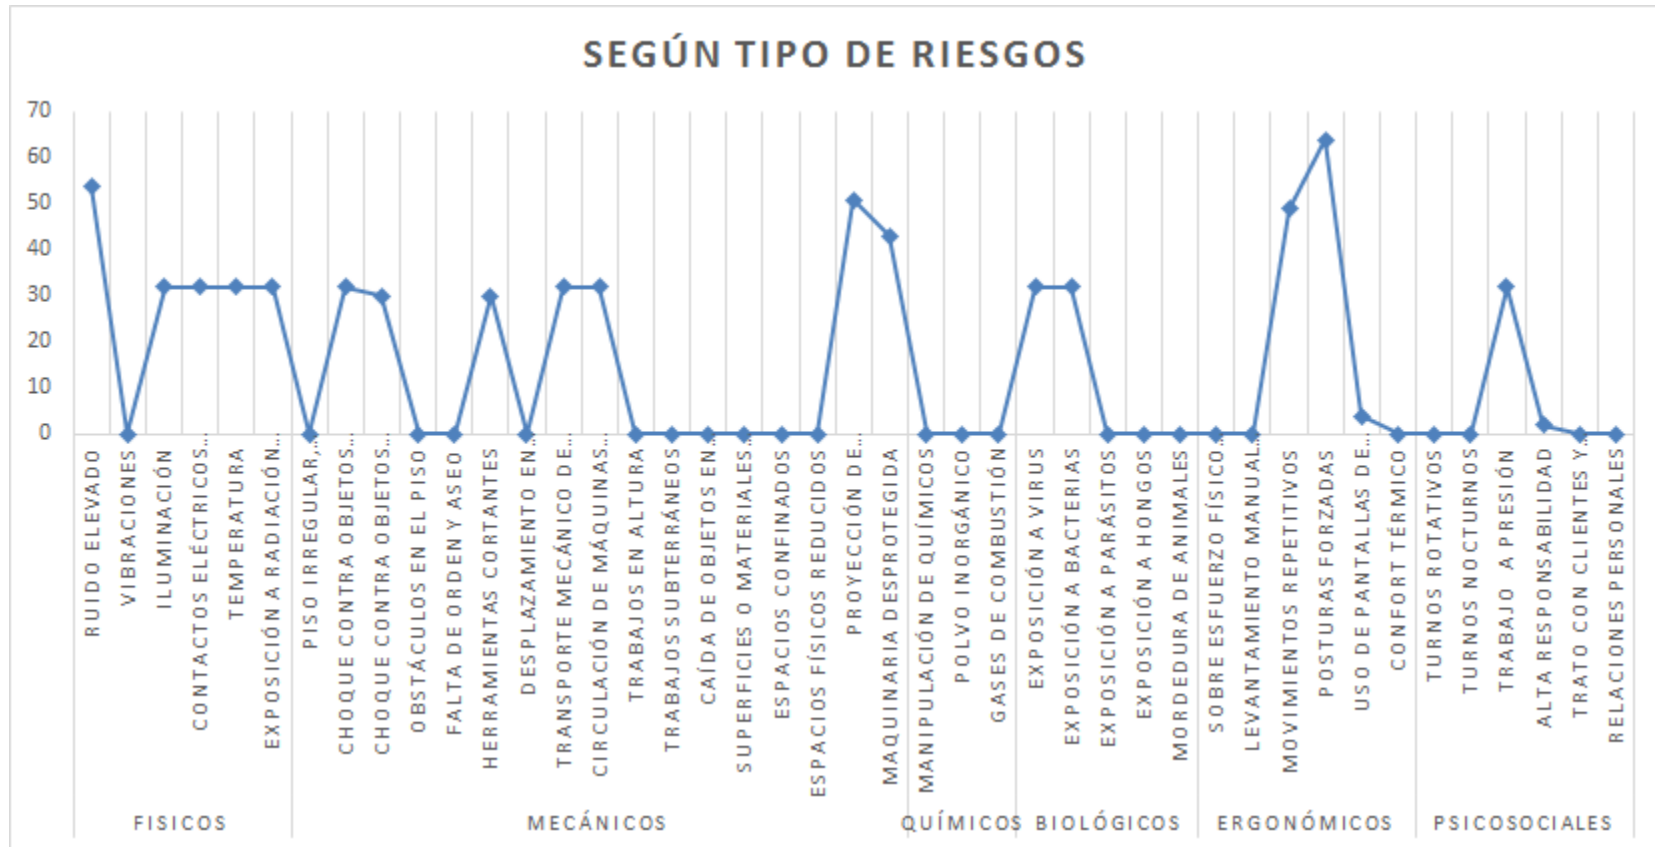 SEGÚN TIPO DE RIESGOS
70
60
50
40
30
20
10
0
RUIDO ELEVADO
VIBRACIONES
ILUMINACIÓN
CONTACTOS ELÉCTRICOS...
TEMPERATURA
EXPOSICIÓN A RADIACIÓN...
PISO IRREGULAR,...
CHOQUE CONTRA OBJETOS...
CHOQUE CONTRA OBJETOS...
OBSTÁCULOS EN EL PISO
FALTA DE ORDEN Y ASEO
HERRAMIENTAS CORTANTES
DESPLAZAMIENTO EN...
TRANSPORTE MECÁNICO DE...
CIRCULACIÓN DE MÁQUINAS...
TRABAJOS EN ALTURA
TRABAJOS SUBTERRÁNEOS
CAÍDA DE OBJETOS EN...
SUPERFICIES O MATERIALES...
ESPACIOS CONFINADOS
ESPACIOS FÍSICOS REDUCIDOS
PROYECCIÓN DE...
MAQUINARIA DESPROTEGIDA
MANIPULACIÓN DE QUÍMICOS
POLVO INORGÁNICO
GASES DE COMBUSTIÓN
EXPOSICIÓN A VIRUS
EXPOSICIÓN A BACTERIAS
EXPOSICIÓN A PARÁSITOS
EXPOSICIÓN A HONGOS
MORDEDURA DE ANIMALES
SOBRE ESFUERZO FÍSICO...
LEVANTAMIENTO MANUAL...
MOVIMIENTOS REPETITIVOS
POSTURAS FORZADAS
USO DE PANTALLAS DE...
CONFORT TÉRMICO
TURNOS ROTATIVOS
TURNOS NOCTURNOS
TRABAJO A PRESIÓN
ALTA RESPONSABILIDAD
TRATO CON CLIENTES Y...
RELACIONES PERSONALES
FISICOS
MECÁNICOS
QUÍMICOS
BIOLÓGICOS
ERGONÓMICOS
PSICOSOCIALES